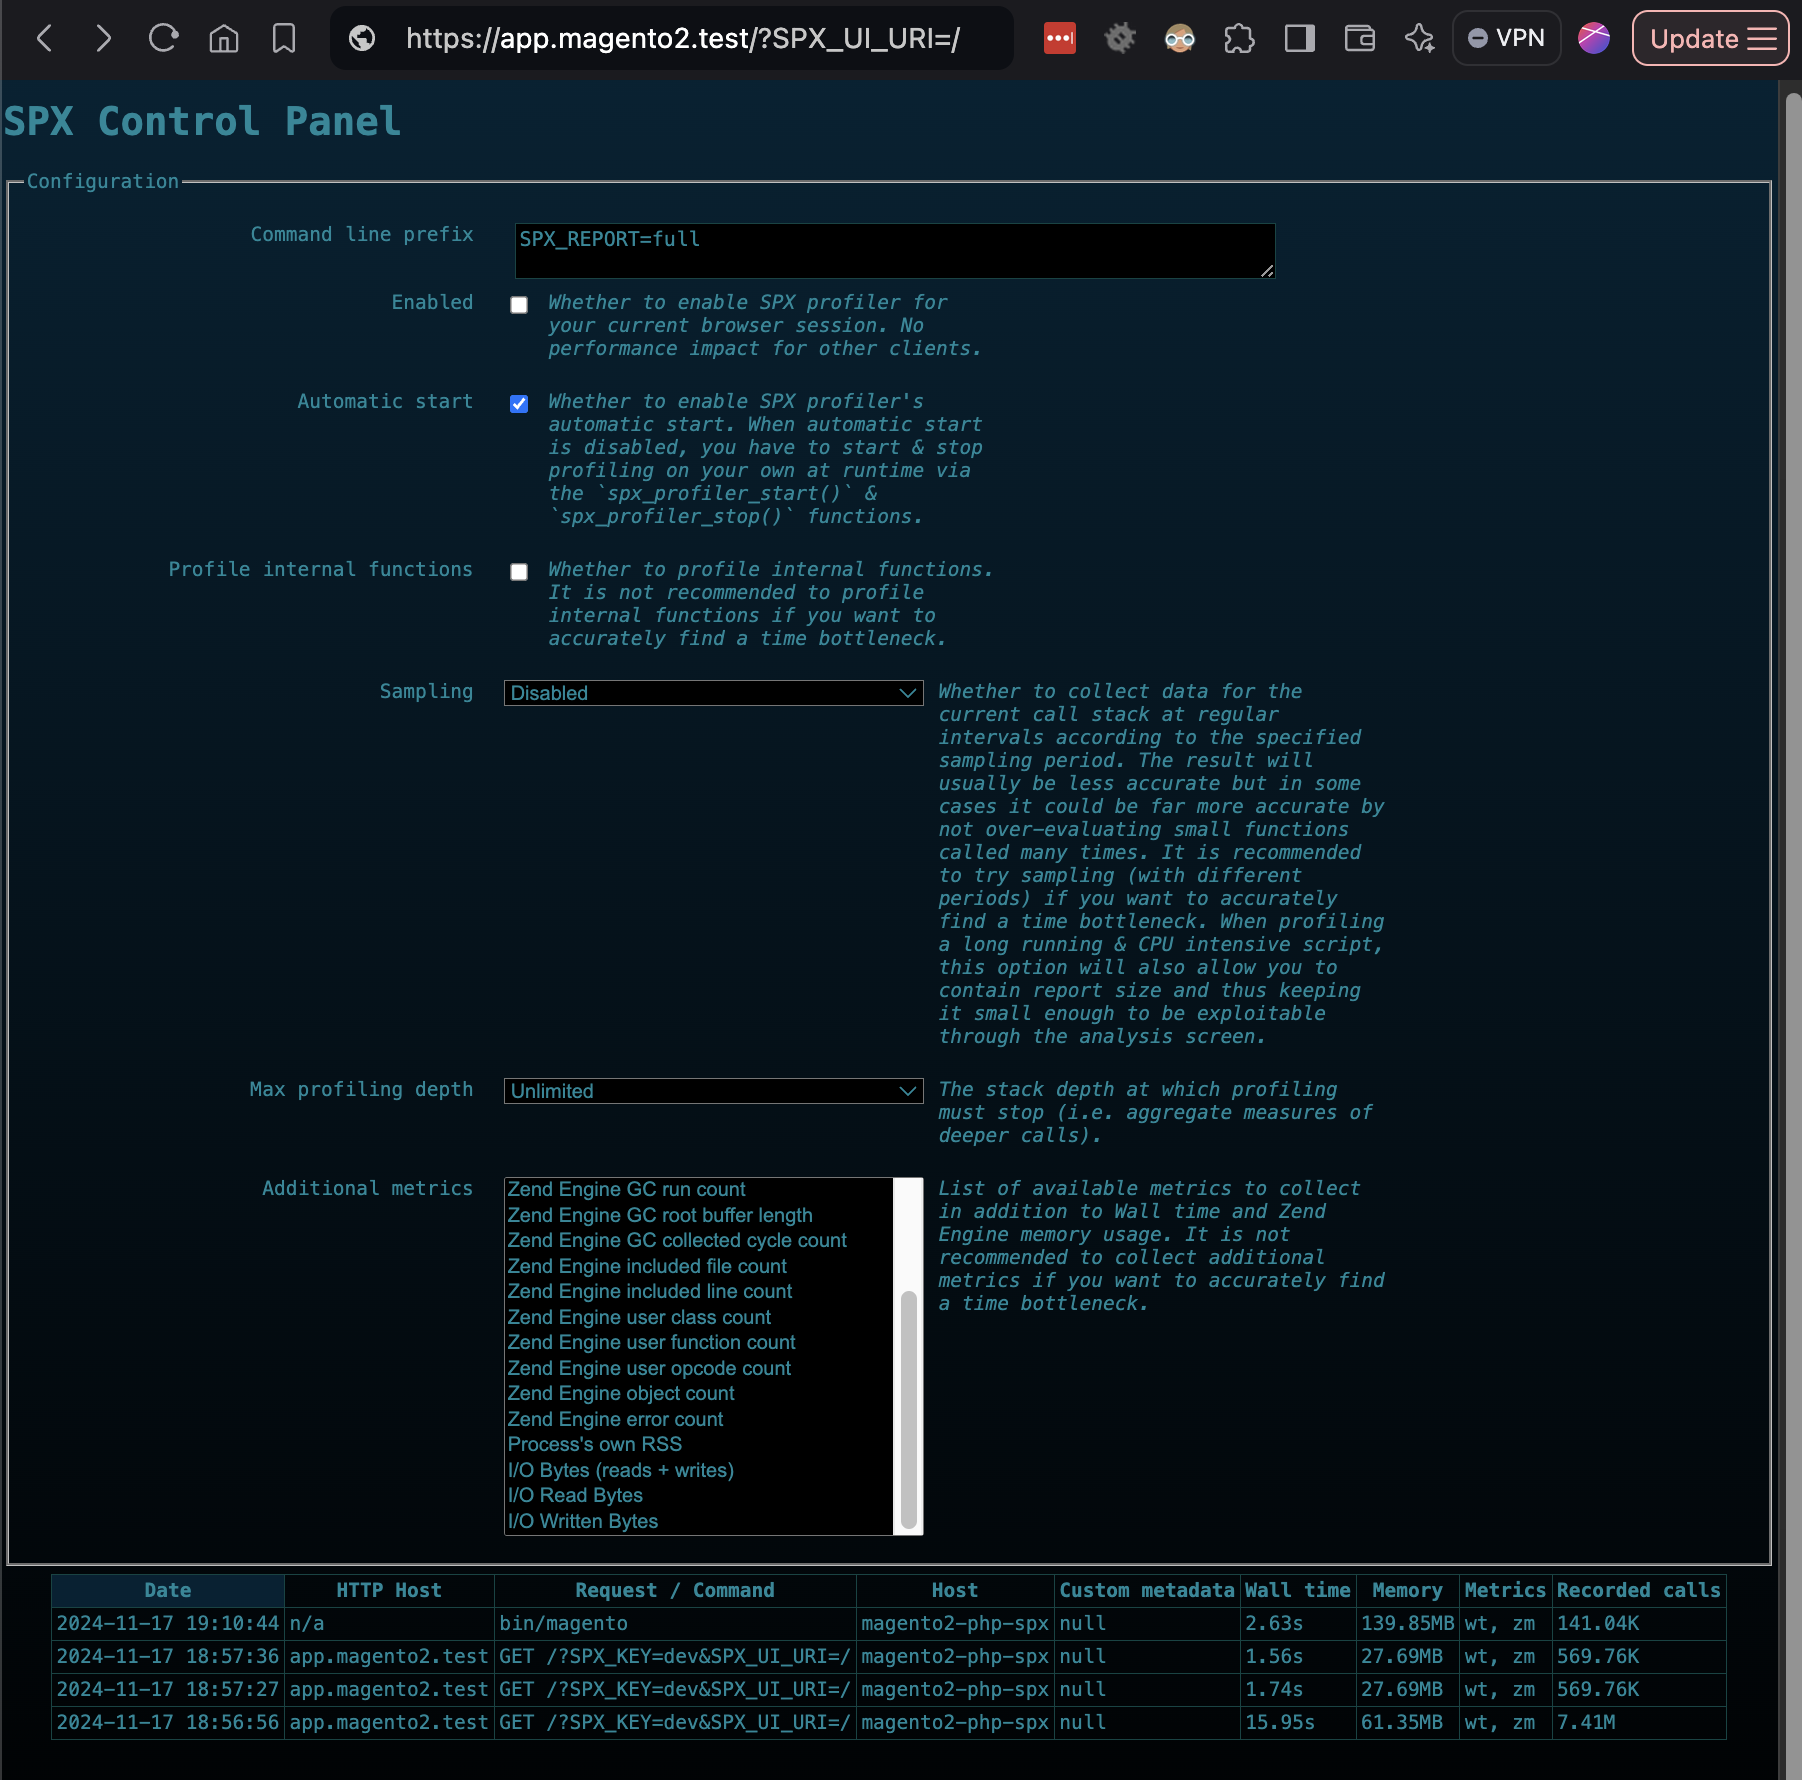 https://app.magento2.test/?SPX_UI_URI=/
VPN
Update
SPX Control Panel
Configuration
Command line prefix
SPX_REPORT=full
Enabled
Whether to enable SPX profiler for
your current browser session. No
performance impact for other clients.
Automatic start
Whether to enable SPX profiler's
automatic start. When automatic start
is disabled, you have to start & stop
profiling on your own at runtime via
the `spx_profiler_start()` &
`spx_profiler_stop()` functions.
Profile internal functions
Whether to profile internal functions.
It is not recommended to profile
internal functions if you want to
accurately find a time bottleneck.
Sampling
Disabled
Whether to collect data for the
current call stack at regular
intervals according to the specified
sampling period. The result will
usually be less accurate but in some
cases it could be far more accurate by
not over-evaluating small functions
called many times. It is recommended
to try sampling (with different
periods) if you want to accurately
find a time bottleneck. When profiling
a long running & CPU intensive script,
this option will also allow you to
contain report size and thus keeping
it small enough to be exploitable
through the analysis screen.
Max profiling depth
Unlimited
The stack depth at which profiling
must stop (i.e. aggregate measures of
deeper calls).
Additional metrics
Zend Engine GC run count
Zend Engine GC root buffer length
Zend Engine GC collected cycle count
Zend Engine included file count
Zend Engine included line count
Zend Engine user class count
Zend Engine user function count
Zend Engine user opcode count
Zend Engine object count
Zend Engine error count
Process's own RSS
I/O Bytes (reads + writes)
I/O Read Bytes
I/O Written Bytes
List of available metrics to collect
in addition to Wall time and Zend
Engine memory usage. It is not
recommended to collect additional
metrics if you want to accurately find
a time bottleneck.
Date HTTP Host Request / Command Host Custom metadata Wall time Memory Metrics Recorded calls
2024-11-17 19:10:44 n/a bin/magento magento2-php-spx null 2.63s 139.85MB wt, zm 141.04K
2024-11-17 18:57:36 app.magento2.test GET /?SPX_KEY=dev&SPX_UI_URI=/ magento2-php-spx null 1.56s 27.69MB wt, zm 569.76K
2024-11-17 18:57:27 app.magento2.test GET /?SPX_KEY=dev&SPX_UI_URI=/ magento2-php-spx null 1.74s 27.69MB wt, zm 569.76K
2024-11-17 18:56:56 app.magento2.test GET /?SPX_KEY=dev&SPX_UI_URI=/ magento2-php-spx null 15.95s 61.35MB wt, zm 7.41M